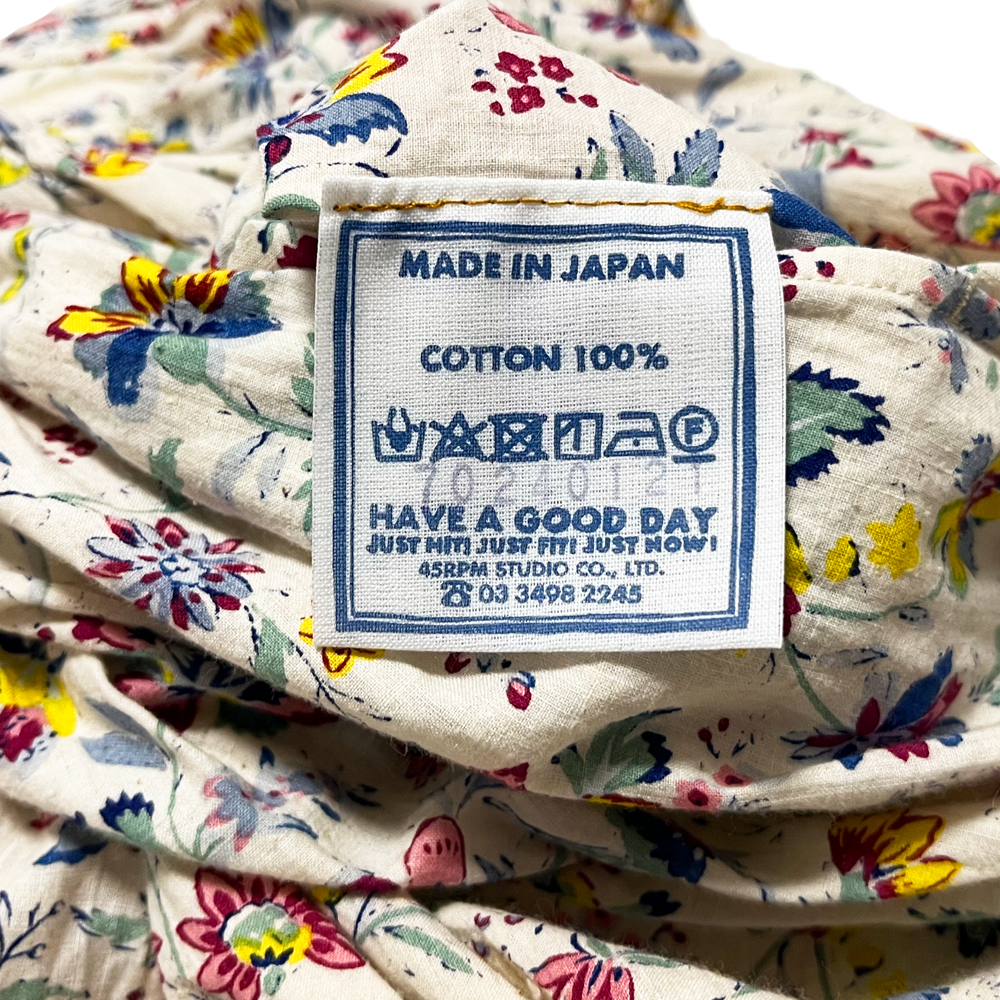 MADE IN JAPAN
COTTON 100%
F
70240121
HAVE A GOOD DAY
JUST HIT! JUST FIT! JUST NOW!
45RPM STUDIO CO., LTD.
☎ 03 3498 2245